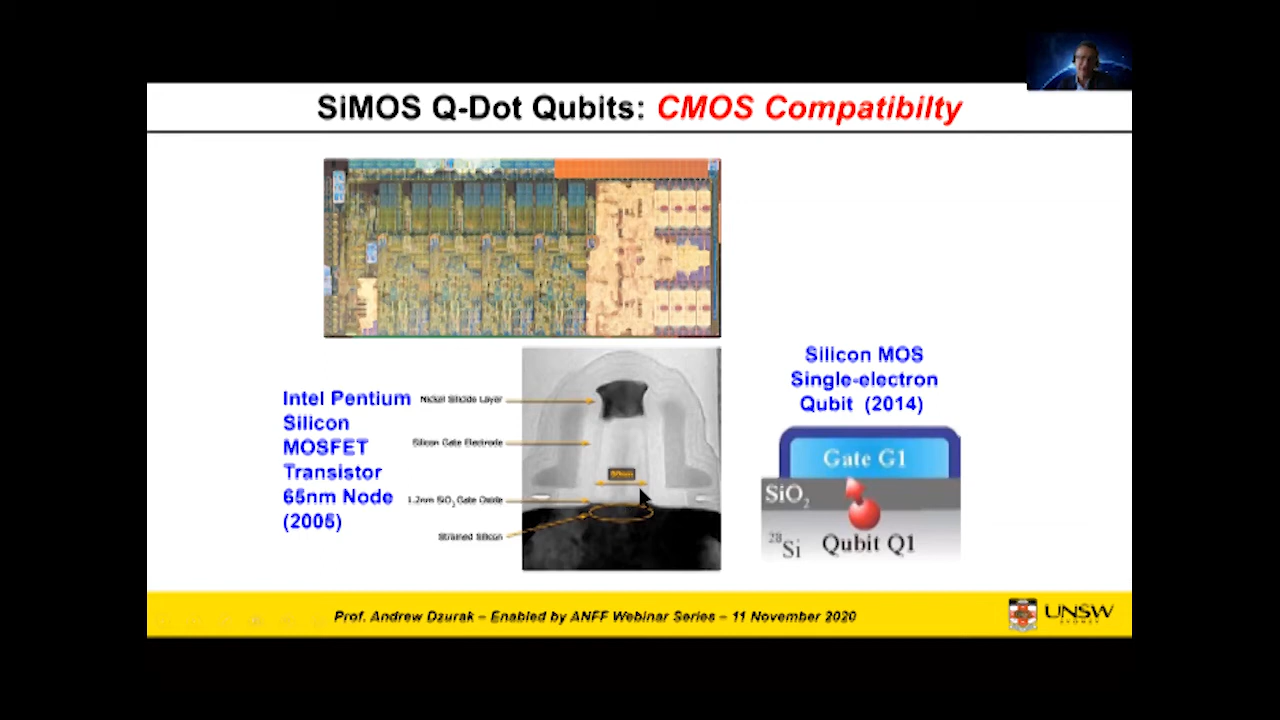 SiMOS Q-Dot Qubits: CMOS Compatibilty
Intel Pentium
Silicon
MOSFET
Transistor
65nm Node
(2005)
Nickel Silicide Layer
Silicon Gate Electrode
1.2nm SiO2 Gate Oxide
Strained Silicon
Silicon MOS
Single-electron
Qubit (2014)
Gate G1
SiO2
28Si
Qubit Q1
Prof. Andrew Dzurak – Enabled by ANFF Webinar Series – 11 November 2020
UNSW
SYDNEY